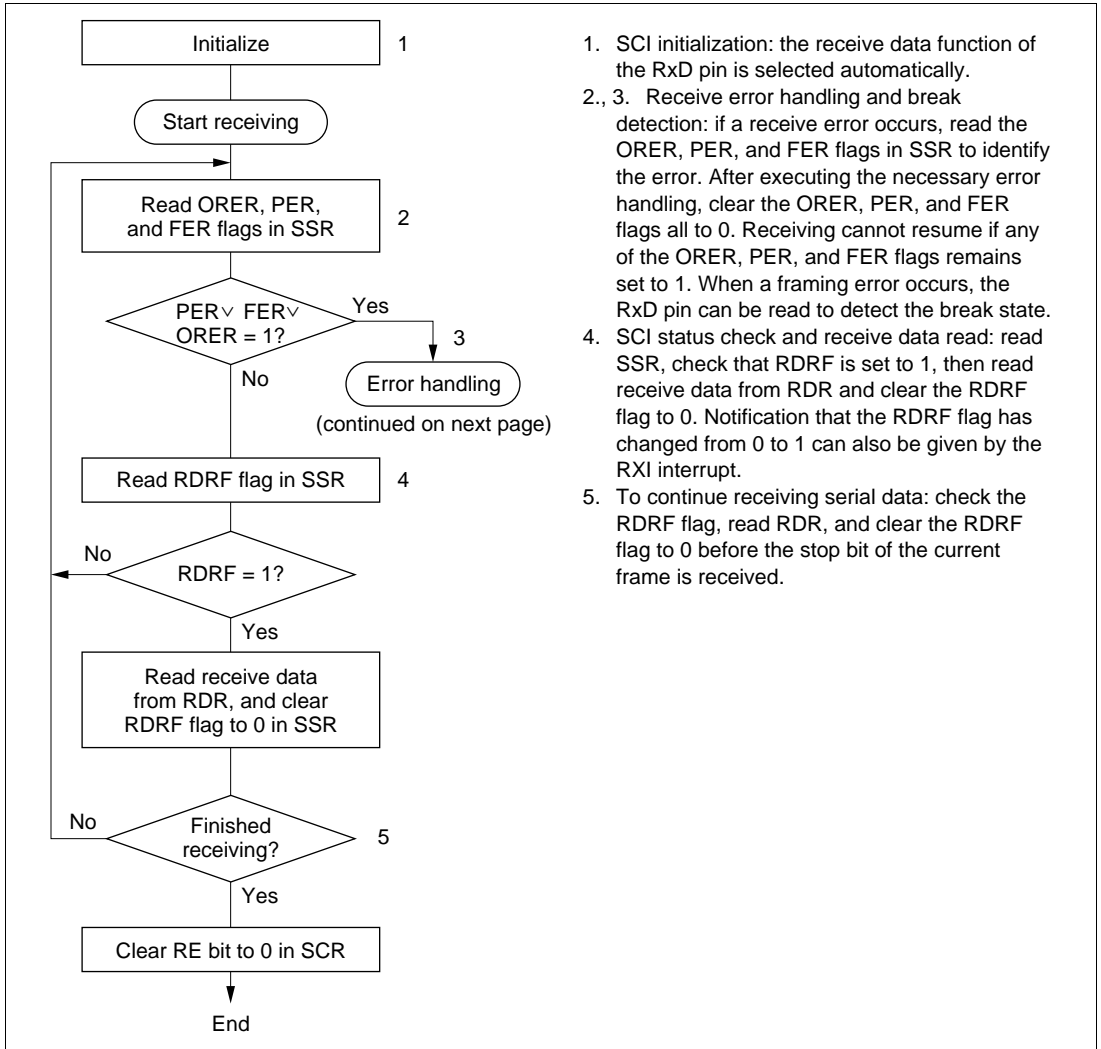 Initialize
1
Start receiving
Read ORER, PER,
and FER flags in SSR
2
PER∨ FER∨
ORER = 1?
Yes
3
No
Error handling
(continued on next page)
Read RDRF flag in SSR
4
No
RDRF = 1?
Yes
Read receive data
from RDR, and clear
RDRF flag to 0 in SSR
No
Finished
receiving?
5
Yes
Clear RE bit to 0 in SCR
End
1. SCI initialization: the receive data function of
the RxD pin is selected automatically.
2., 3. Receive error handling and break
detection: if a receive error occurs, read the
ORER, PER, and FER flags in SSR to identify
the error. After executing the necessary error
handling, clear the ORER, PER, and FER
flags all to 0. Receiving cannot resume if any
of the ORER, PER, and FER flags remains
set to 1. When a framing error occurs, the
RxD pin can be read to detect the break state.
4. SCI status check and receive data read: read
SSR, check that RDRF is set to 1, then read
receive data from RDR and clear the RDRF
flag to 0. Notification that the RDRF flag has
changed from 0 to 1 can also be given by the
RXI interrupt.
5. To continue receiving serial data: check the
RDRF flag, read RDR, and clear the RDRF
flag to 0 before the stop bit of the current
frame is received.